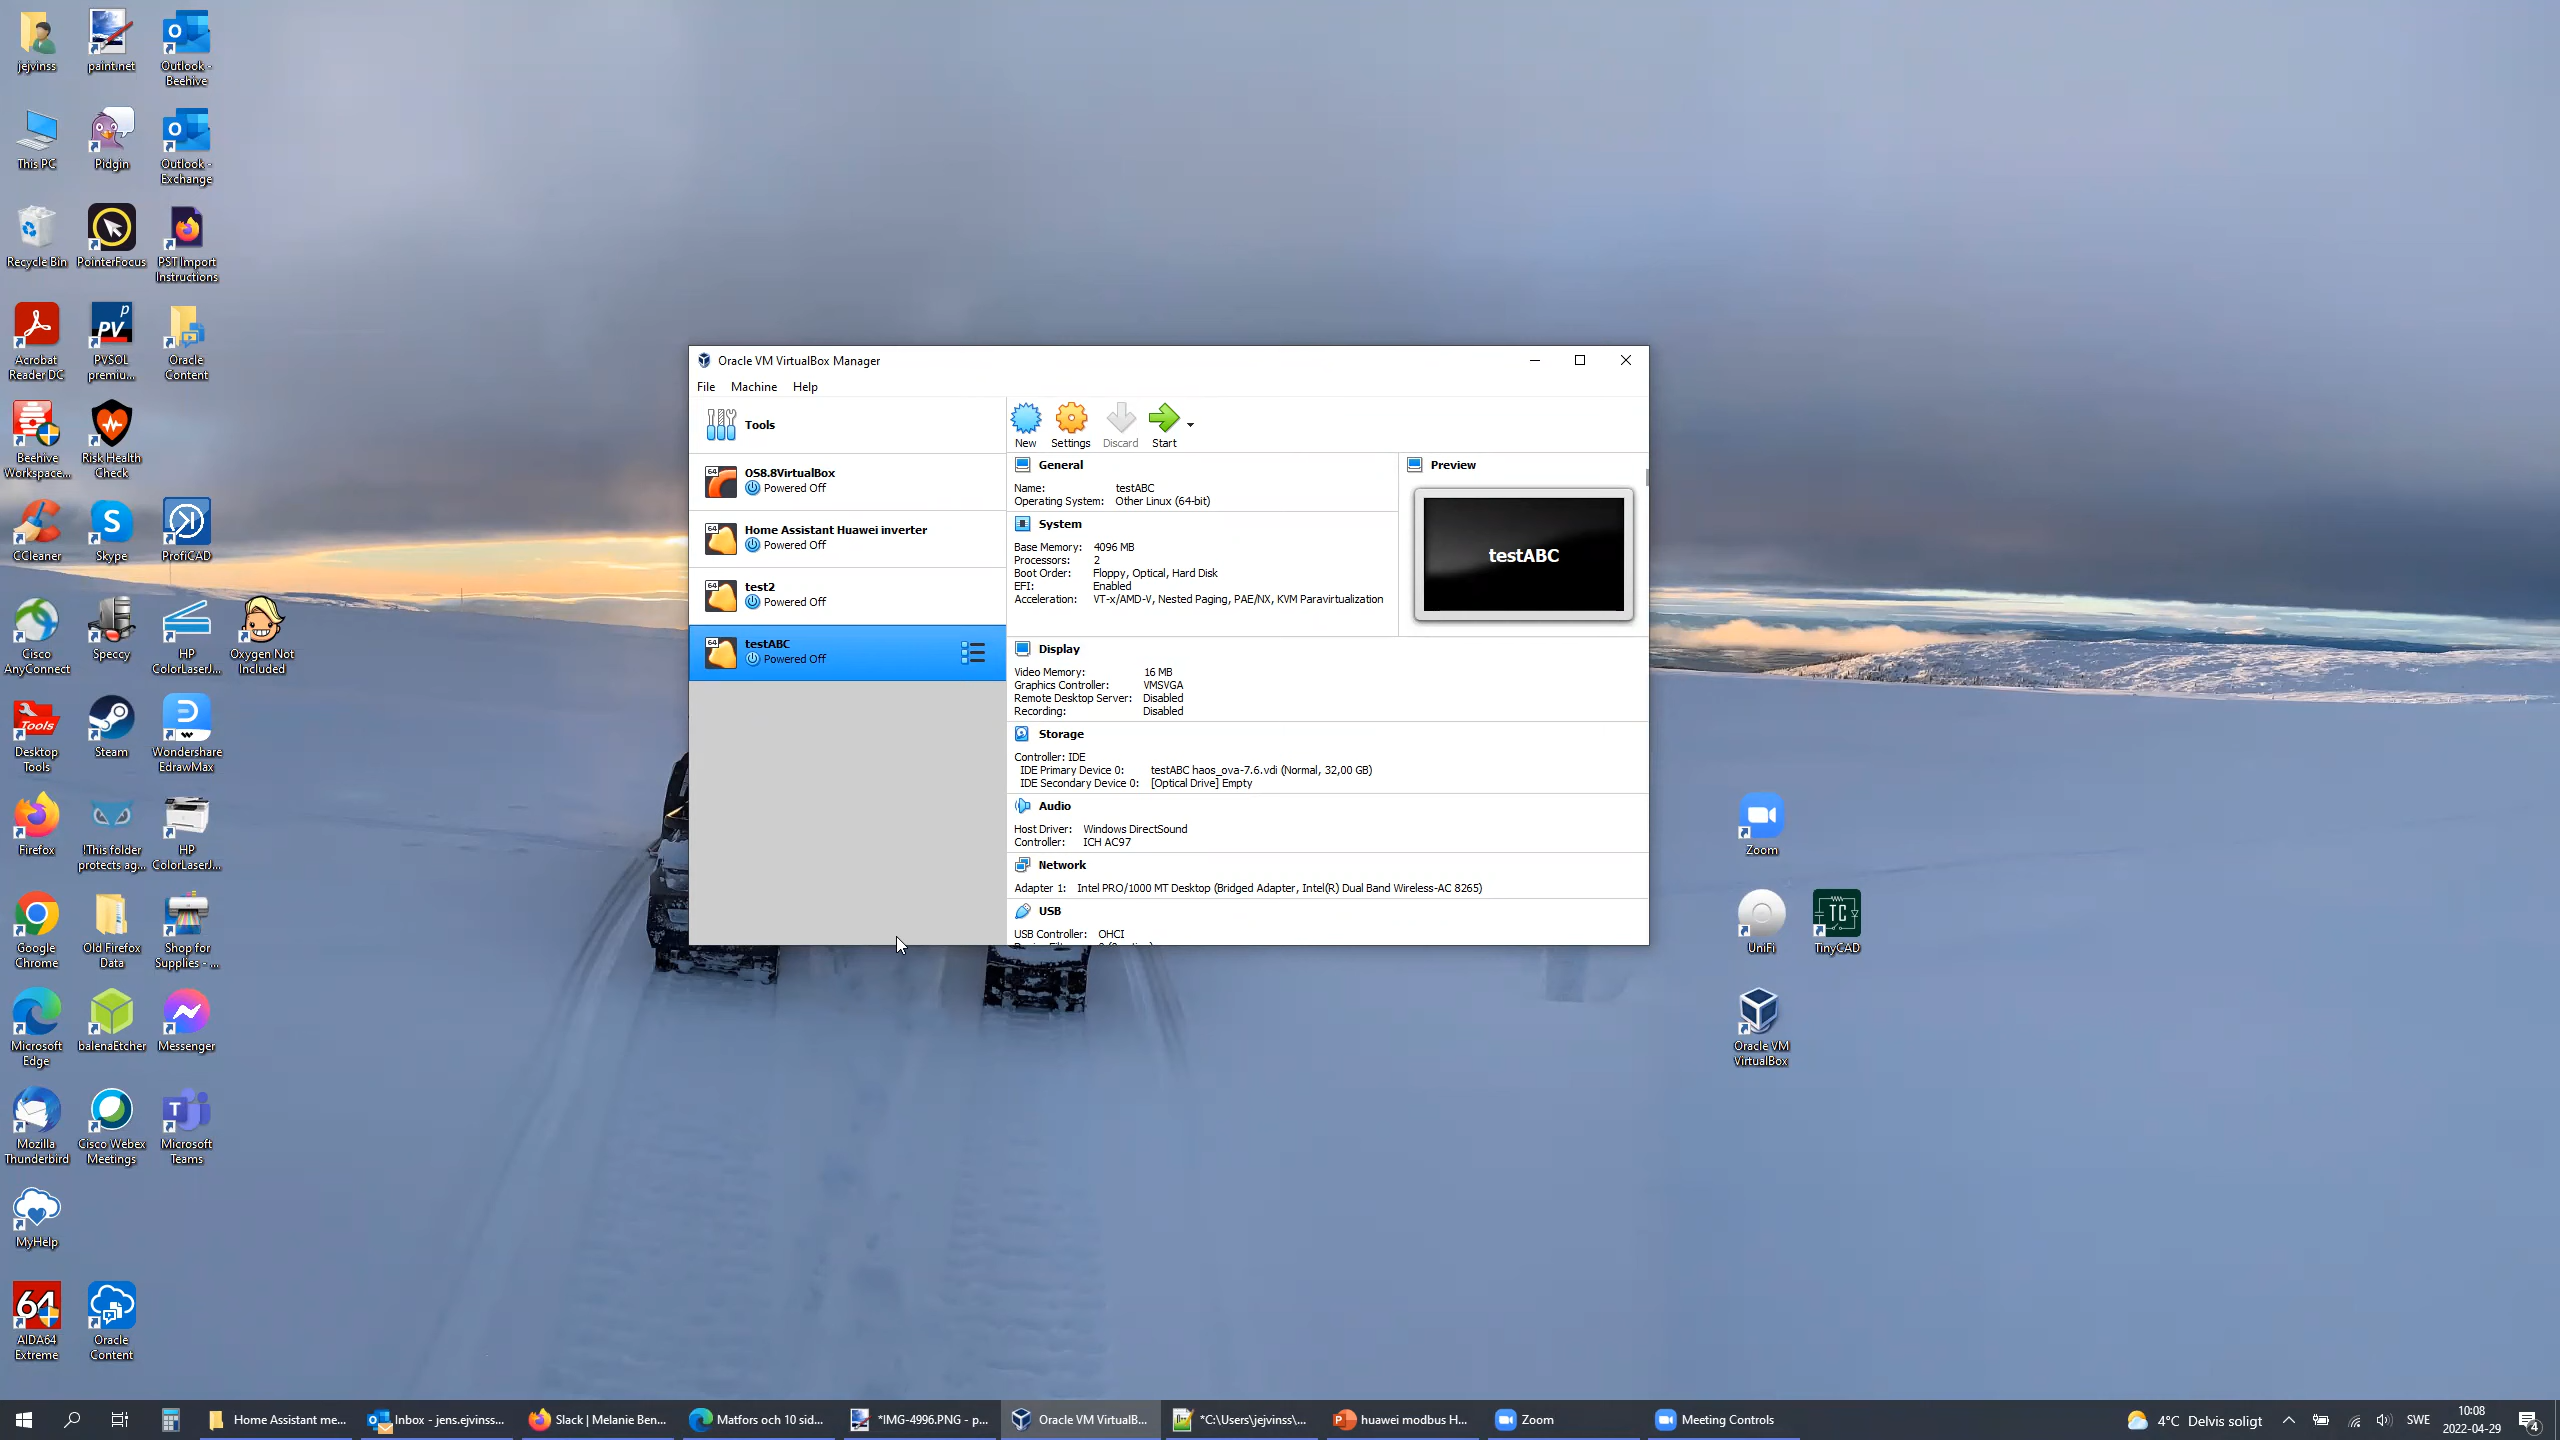 jejvinss
paint.net
Outlook -
Beehive
This PC
Pidgin
Outlook -
Exchange
Recycle Bin
PointerFocus
PST Import
Instructions
Acrobat
Reader DC
PVSOL
premiu...
Oracle
Content
Beehive
Workspace...
Risk Health
Check
CCleaner
Skype
ProfiCAD
Cisco
AnyConnect
Speccy
HP
ColorLaserJ...
Oxygen Not
Included
Tools
Desktop
Tools
Steam
Wondershare
EdrawMax
Firefox
!This folder
protects ag...
HP
ColorLaserJ...
Google
Chrome
Old Firefox
Data
Shop for
Supplies - ...
Microsoft
Edge
balenaEtcher
Messenger
Mozilla
Thunderbird
Cisco Webex
Meetings
Microsoft
Teams
MyHelp
64
AIDA64
Extreme
Oracle
Content
Oracle VM VirtualBox Manager
File Machine Help
Tools
OS8.8VirtualBox
Powered Off
Home Assistant Huawei inverter
Powered Off
test2
Powered Off
testABC
Powered Off
New Settings Discard Start
General
Name: testABC
Operating System: Other Linux (64-bit)
System
Base Memory: 4096 MB
Processors: 2
Boot Order: Floppy, Optical, Hard Disk
EFI: Enabled
Acceleration: VT-x/AMD-V, Nested Paging, PAE/NX, KVM Paravirtualization
Preview
testABC
Display
Video Memory: 16 MB
Graphics Controller: VMSVGA
Remote Desktop Server: Disabled
Recording: Disabled
Storage
Controller: IDE
IDE Primary Device 0: testABC haos_ova-7.6.vdi (Normal, 32,00 GB)
IDE Secondary Device 0: [Optical Drive] Empty
Audio
Host Driver: Windows DirectSound
Controller: ICH AC97
Network
Adapter 1: Intel PRO/1000 MT Desktop (Bridged Adapter, Intel(R) Dual Band Wireless-AC 8265)
USB
USB Controller: OHCI
Zoom
UniFi
TC
TinyCAD
Oracle VM
VirtualBox
Home Assistant me...
Inbox - jens.ejvinss...
Slack | Melanie Ben...
Matfors och 10 sid...
*IMG-4996.PNG - p...
Oracle VM VirtualB...
*C:\Users\jejvinss\...
huawei modbus H...
Zoom
Meeting Controls
4°C Delvis soligt
SWE
10:08
2022-04-29
4